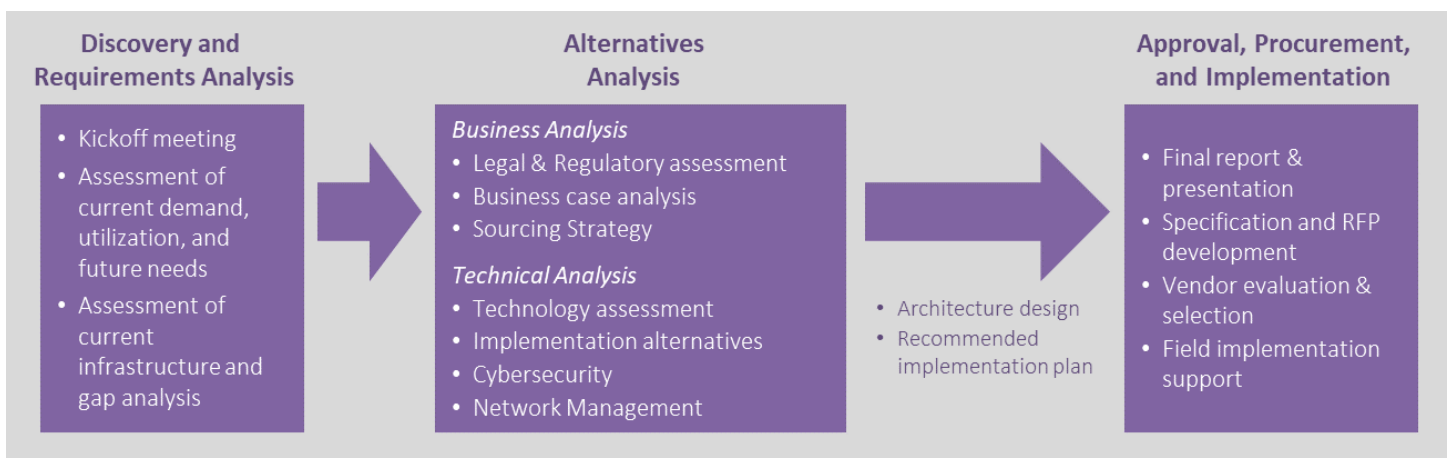 Discovery and
Requirements Analysis
• Kickoff meeting
• Assessment of
current demand,
utilization, and
future needs
• Assessment of
current
infrastructure and
gap analysis
Alternatives
Analysis
Business Analysis
• Legal & Regulatory assessment
• Business case analysis
• Sourcing Strategy
Technical Analysis
• Technology assessment
• Implementation alternatives
• Cybersecurity
• Network Management
• Architecture design
• Recommended
implementation plan
Approval, Procurement,
and Implementation
• Final report &
presentation
• Specification and RFP
development
• Vendor evaluation &
selection
• Field implementation
support